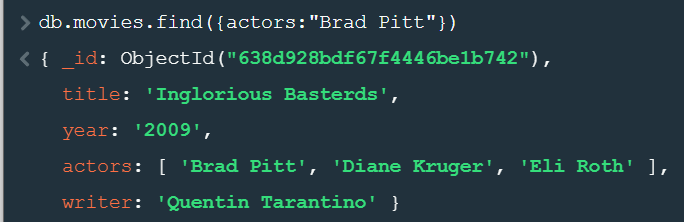 > db.movies.find({actors:"Brad Pitt"})
< { _id: ObjectId("638d928bdf67f4446be1b742"),
title: 'Inglorious Basterds',
year: '2009',
actors: [ 'Brad Pitt', 'Diane Kruger', 'Eli Roth' ],
writer: 'Quentin Tarantino' }